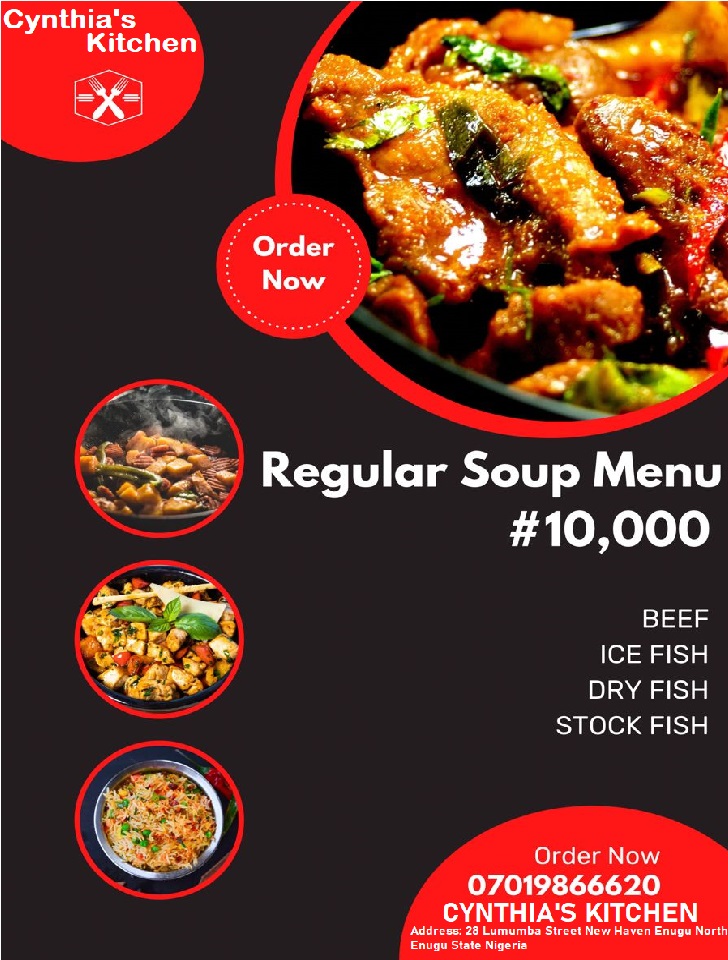 Cynthia's
Kitchen
Order
Now
Regular Soup Menu
#10,000
BEEF
ICE FISH
DRY FISH
STOCK FISH
Order Now
07019866620
CYNTHIA'S KITCHEN
Address: 28 Lumumba Street New Haven Enugu North
Enugu State Nigeria